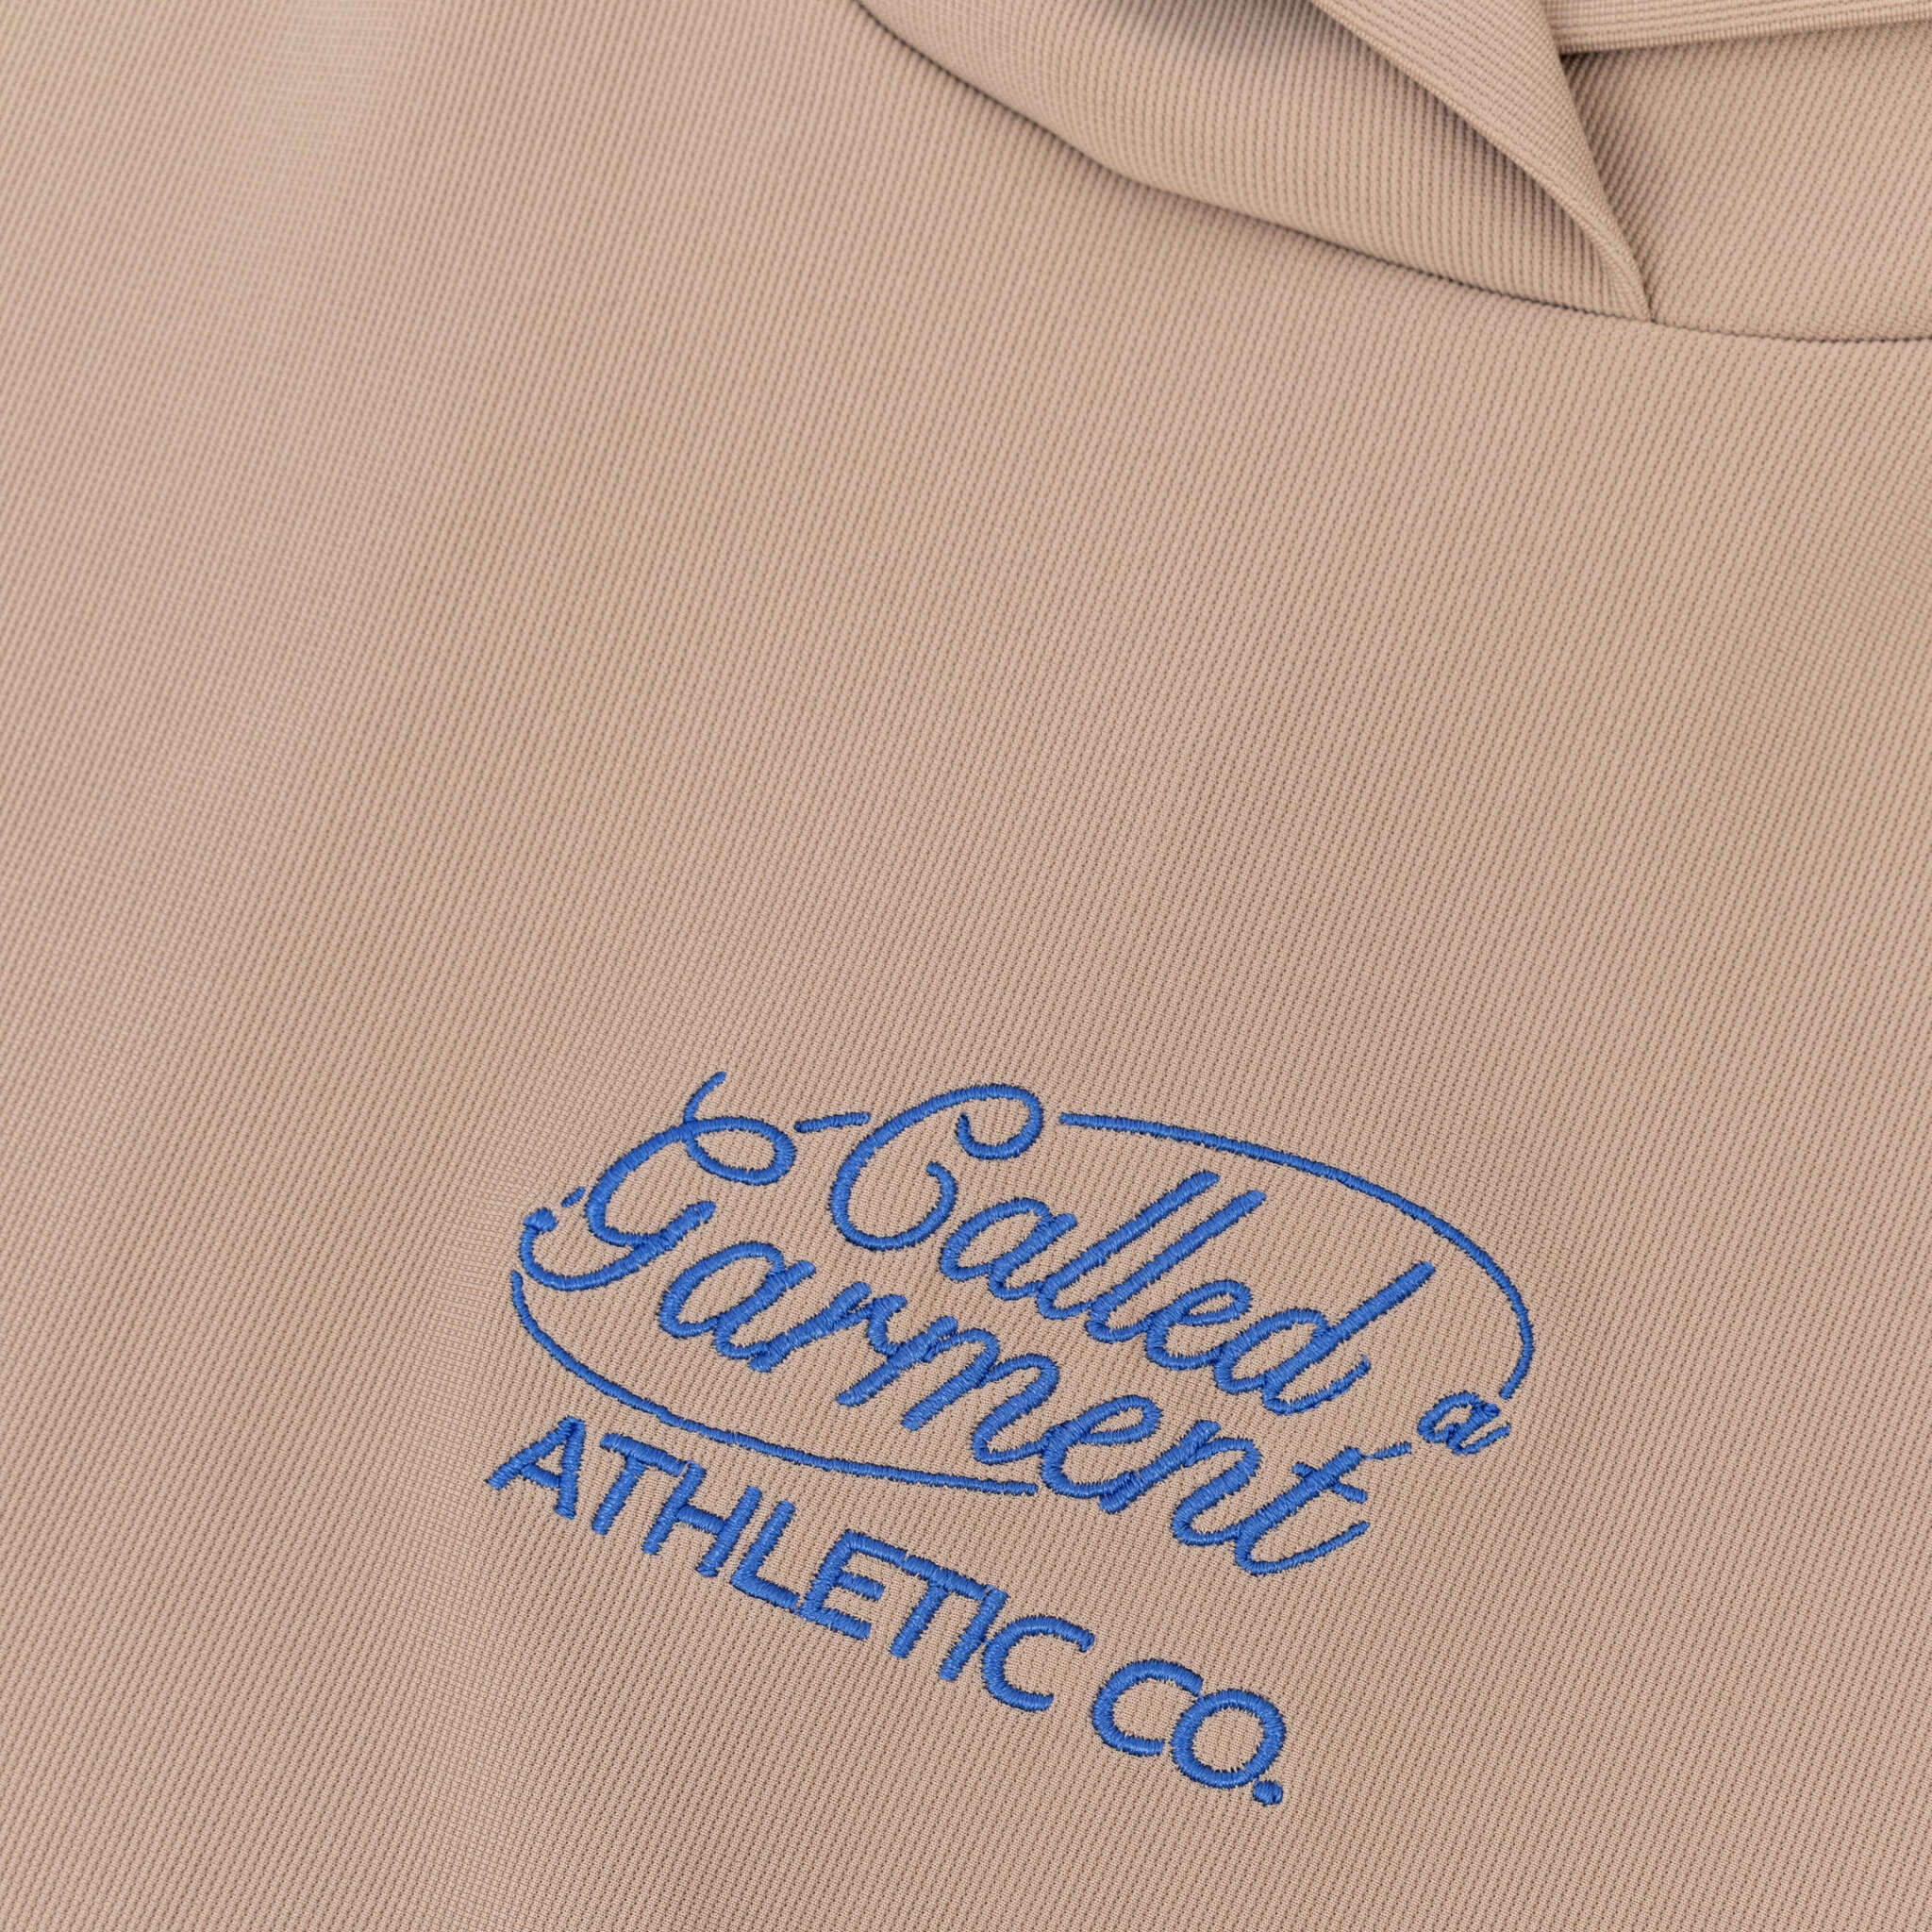 Called a
Garment
ATHLETIC CO.